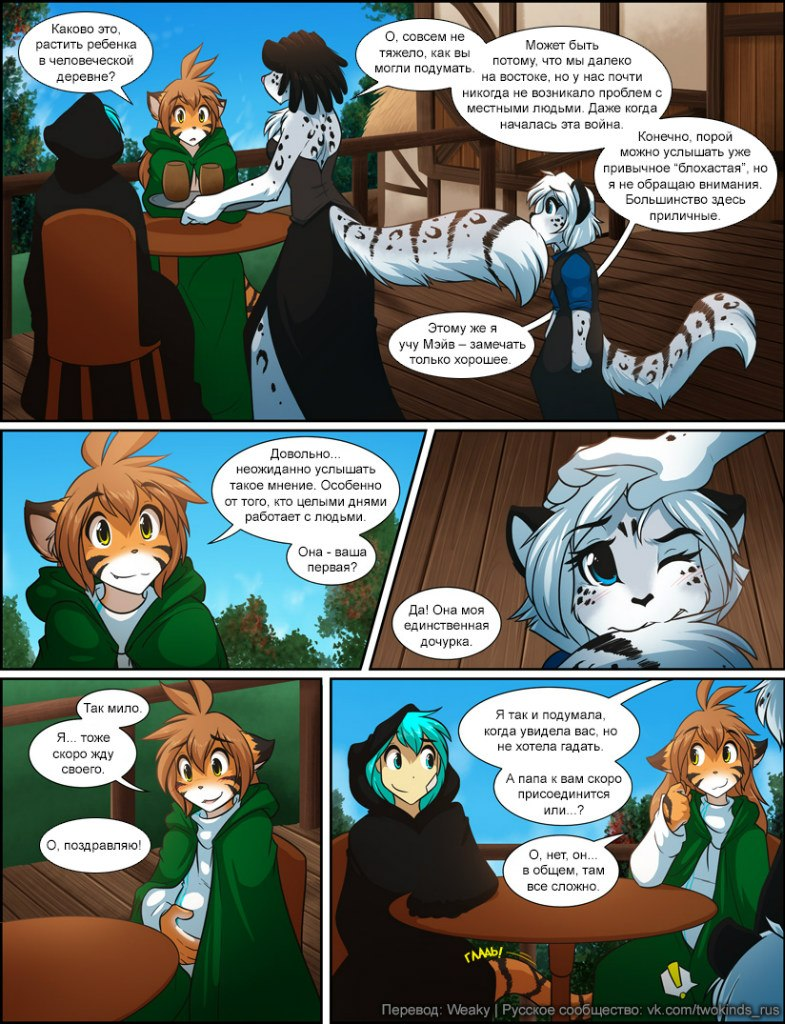 Каково это,
растить ребенка
в человеческой
деревне?
О, совсем не
тяжело, как вы
могли подумать.
Может быть
потому, что мы далеко
на востоке, но у нас почти
никогда не возникало проблем с
местными людьми. Даже когда
началась эта война.
Конечно, порой
можно услышать уже
привычное “блохастая”, но
я не обращаю внимания.
Большинство здесь
приличные.
Этому же я
учу Мэйв – замечать
только хорошее.
Довольно...
неожиданно услышать
такое мнение. Особенно
от того, кто целыми днями
работает с людьми.
Она - ваша
первая?
Да! Она моя
единственная
дочурка.
Так мило.
Я... тоже
скоро жду
своего.
О, поздравляю!
Я так и подумала,
когда увидела вас, но
не хотела гадать.
А папа к вам скоро
присоединится
или...?
О, нет, он...
в общем, там
все сложно.
ГЛАДЬ!
!
Перевод: Weaky | Русское сообщество: vk.com/twokinds_rus